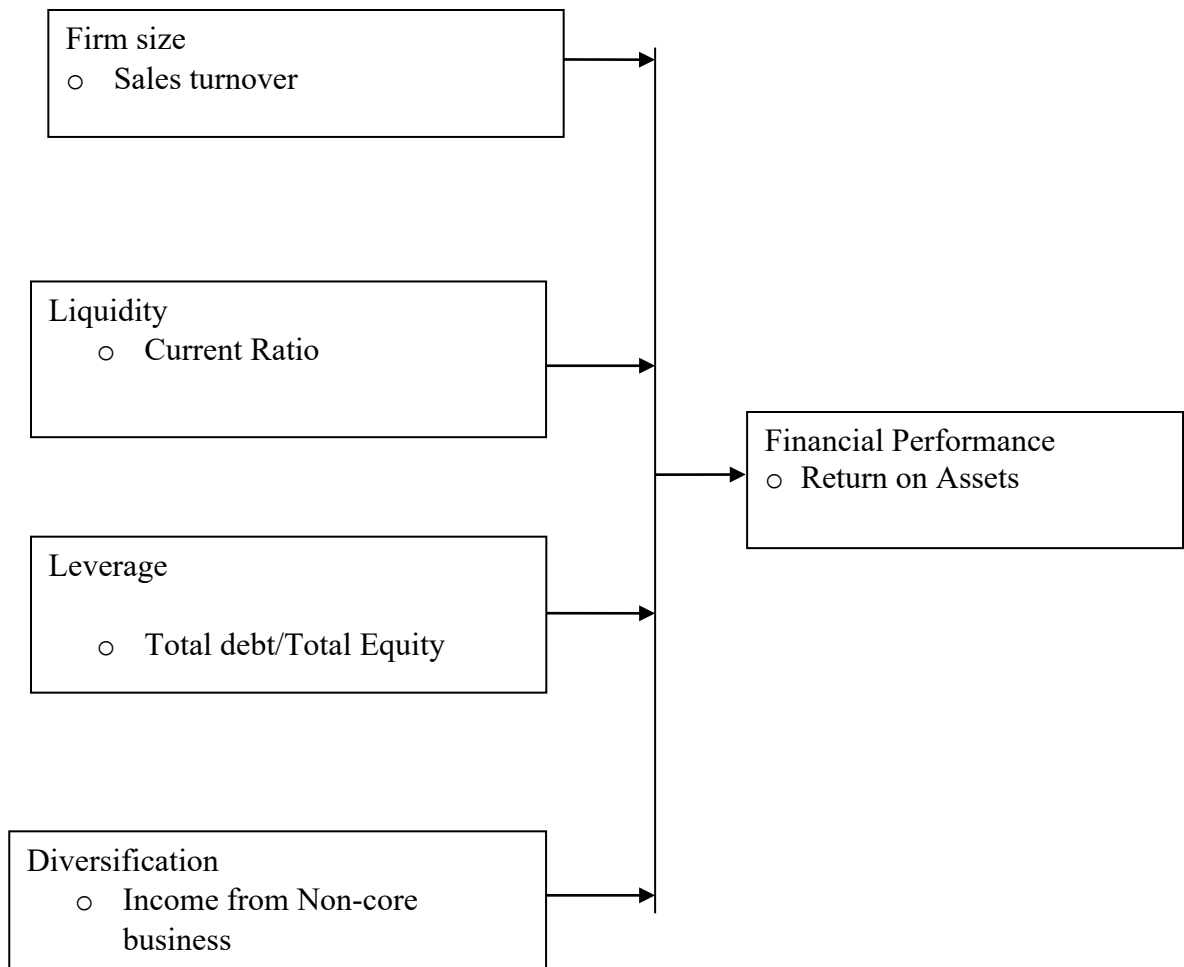 Firm size
o Sales turnover
Liquidity
o Current Ratio
Financial Performance
o Return on Assets
Leverage
o Total debt/Total Equity
Diversification
o Income from Non-core
business